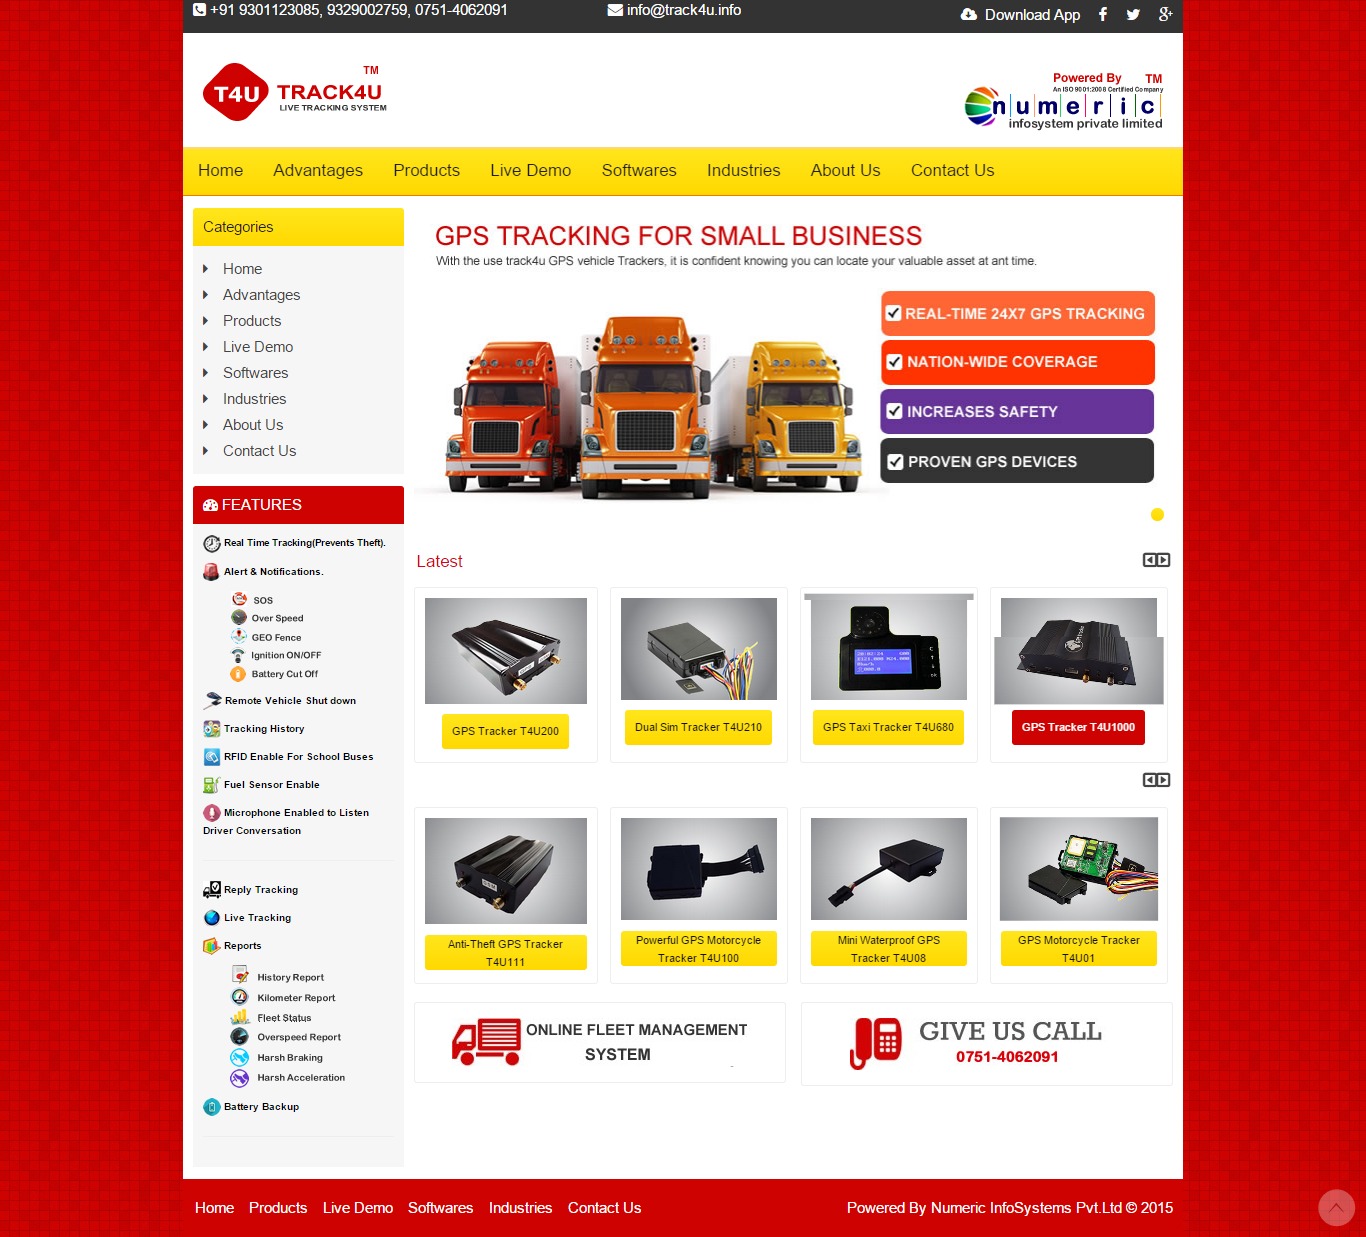 +91 9301123085, 9329002759, 0751-4062091
info@track4u.info
Download App
T4U TRACK4U TM
LIVE TRACKING SYSTEM
Powered By TM
An ISO 9001:2008 Certified Company
numeric
infosystem private limited
Home Advantages Products Live Demo Softwares Industries About Us Contact Us
Categories
Home
Advantages
Products
Live Demo
Softwares
Industries
About Us
Contact Us
FEATURES
Real Time Tracking(Prevents Theft).
Alert & Notifications.
SOS
Over Speed
GEO Fence
Ignition ON/OFF
Battery Cut Off
Remote Vehicle Shut down
Tracking History
RFID Enable For School Buses
Fuel Sensor Enable
Microphone Enabled to Listen
Driver Conversation
Reply Tracking
Live Tracking
Reports
History Report
Kilometer Report
Fleet Status
Overspeed Report
Harsh Braking
Harsh Acceleration
Battery Backup
GPS TRACKING FOR SMALL BUSINESS
With the use track4u GPS vehicle Trackers, it is confident knowing you can locate your valuable asset at ant time.
REAL-TIME 24X7 GPS TRACKING
NATION-WIDE COVERAGE
INCREASES SAFETY
PROVEN GPS DEVICES
Latest
GPS Tracker T4U200
Dual Sim Tracker T4U210
GPS Taxi Tracker T4U680
GPS Tracker T4U1000
Anti-Theft GPS Tracker
T4U111
Powerful GPS Motorcycle
Tracker T4U100
Mini Waterproof GPS
Tracker T4U08
GPS Motorcycle Tracker
T4U01
ONLINE FLEET MANAGEMENT
SYSTEM
GIVE US CALL
0751-4062091
Home Products Live Demo Softwares Industries Contact Us
Powered By Numeric InfoSystems Pvt.Ltd © 2015